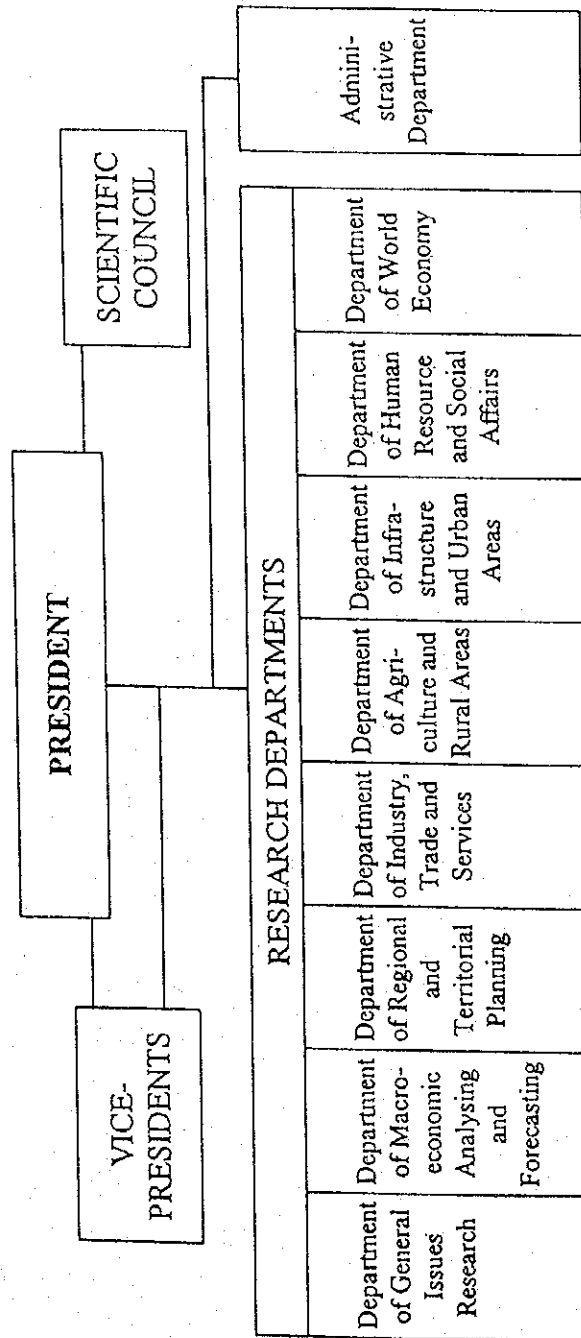 PRESIDENT
VICE-
PRESIDENTS
SCIENTIFIC
COUNCIL
RESEARCH DEPARTMENTS
Department
of General
Issues
Research
Department
of Macro-
economic
Analysing
and
Forecasting
Department
of Regional
and
Territorial
Planning
Department
of Industry,
Trade and
Services
Department
of Agri-
culture and
Rural Areas
Department
of Infra-
structure
and Urban
Areas
Department
of Human
Resource
and Social
Affairs
Department
of World
Economy
Admini-
strative
Department